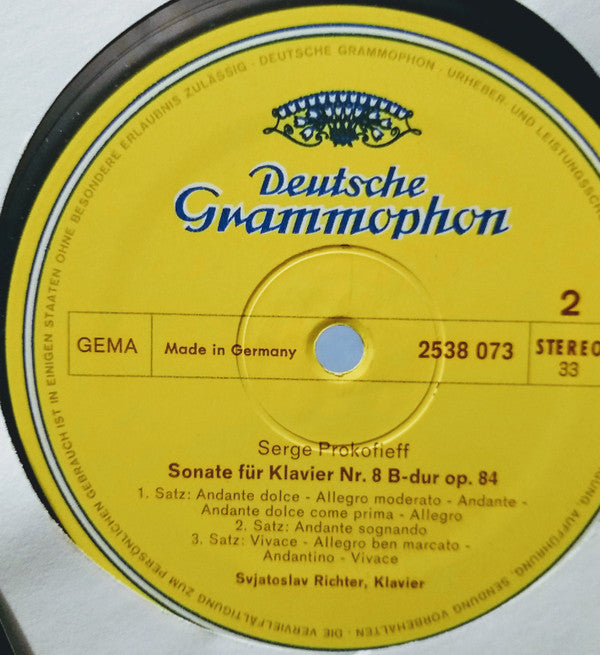 DEUTSCHE GRAMMOPHON · URHEBER- UND LEISTUNGSSCH
Deutsche
Grammophon
2
GEMA
Made in Germany
2538 073
STEREO
33
Serge Prokofieff
Sonate für Klavier Nr. 8 B-dur op. 84
1. Satz: Andante dolce - Allegro moderato - Andante -
Andante dolce come prima - Allegro
2. Satz: Andante sognando
3. Satz: Vivace - Allegro ben marcato -
Andantino - Vivace
Svjatoslav Richter, Klavier
AUFFÜHRUNG, SENDUNG VORBEHALTEN · DIE VERVIELFÄLTIGUNG ZUM PERSÖNLICHEN GEBRAUCH IST IN EINIGEN STAATEN OHNE BESONDERE ERLAUBNIS ZULÄSSIG ·